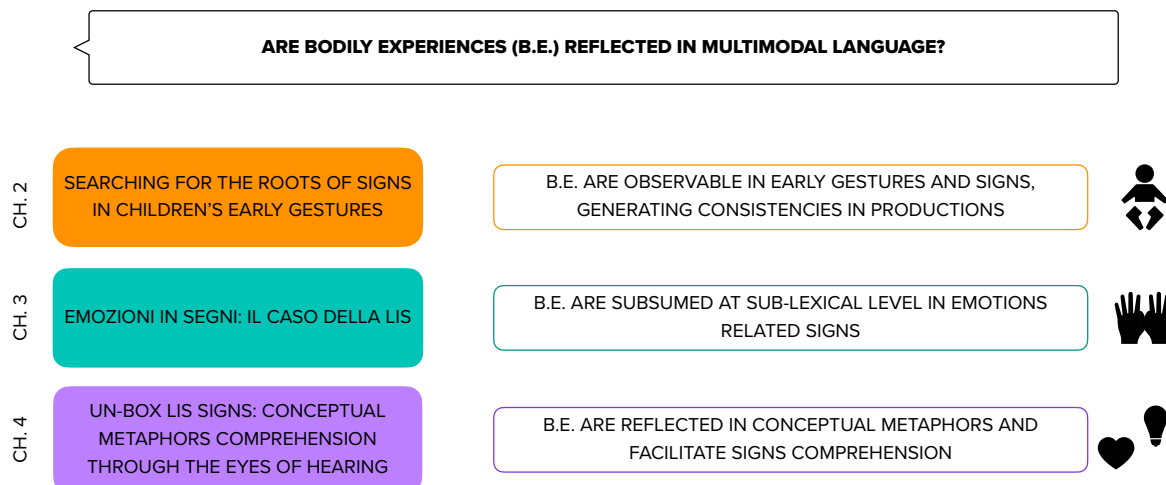 ARE BODILY EXPERIENCES (B.E.) REFLECTED IN MULTIMODAL LANGUAGE?
CH. 2
SEARCHING FOR THE ROOTS OF SIGNS
IN CHILDREN'S EARLY GESTURES
B.E. ARE OBSERVABLE IN EARLY GESTURES AND SIGNS,
GENERATING CONSISTENCIES IN PRODUCTIONS
CH. 3
EMOZIONI IN SEGNI: IL CASO DELLA LIS
B.E. ARE SUBSUMED AT SUB-LEXICAL LEVEL IN EMOTIONS
RELATED SIGNS
CH. 4
UN-BOX LIS SIGNS: CONCEPTUAL
METAPHORS COMPREHENSION
THROUGH THE EYES OF HEARING
B.E. ARE REFLECTED IN CONCEPTUAL METAPHORS AND
FACILITATE SIGNS COMPREHENSION